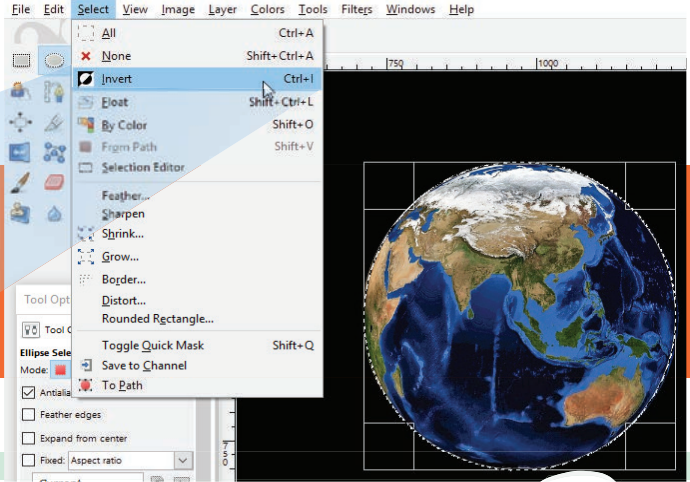 File Edit Select View Image Layer Colors Tools Filters Windows Help
All Ctrl+A
None Shift+Ctrl+A
Invert Ctrl+I
Float Shift+Ctrl+L
By Color Shift+O
From Path Shift+V
Selection Editor
Feather...
Sharpen
Shrink...
Grow...
Border...
Distort...
Rounded Rectangle...
Toggle Quick Mask Shift+Q
Save to Channel
To Path
750 1000
Tool Opt
Tool
Ellipse Sele
Mode:
Antialia
Feather edges
Expand from center
Fixed: Aspect ratio
750